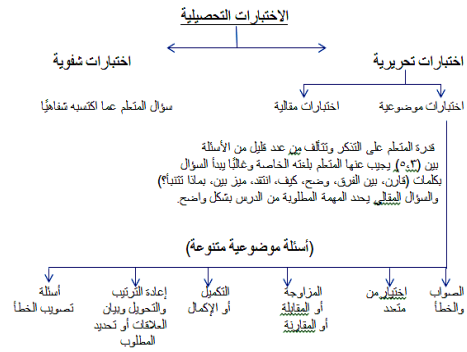 الاختبارات التحصيلية
اختبارات تحريرية
اختبارات شفوية
اختبارات موضوعية
اختبارات مقالية
سؤال المتعلم عما اكتسبه شفاهيًا
قدرة المتعلم على التذكر وتتألف من عدد قليل من الأسئلة
بين (٥،٣) يجيب عنها المتعلم بلغته الخاصة وغالبًا يبدأ السؤال
بكلمات (قارن، بين الفرق، وضح، كيف، انتقد، ميز بين، بماذا تتنبأ؟)
والسؤال المقالي يحدد المهمة المطلوبة من الدرس بشكل واضح.
(أسئلة موضوعية متنوعة)
الصواب
والخطأ
اختيار من
متحدد
المزاوجة
أو المقابلة
أو المقارنة
التكميل
أو الإكمال
إعادة الترتيب
والتحويل وبيان
العلاقات أو تحديد
المطلوب
أسئلة
تصويب الخطأ